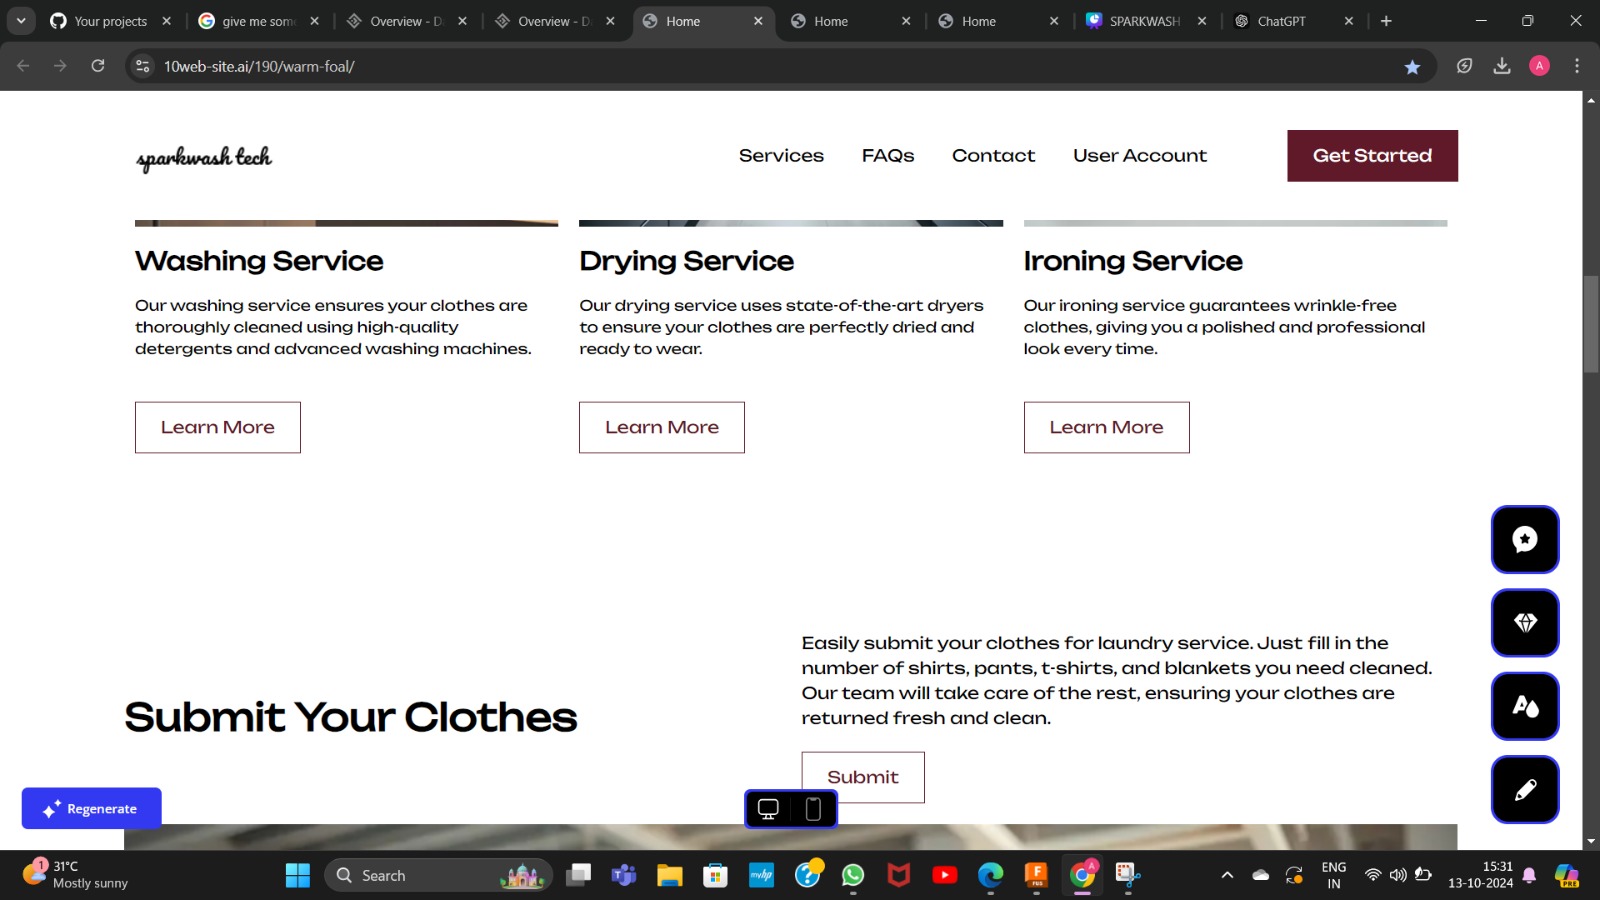 Your projects
give me som
Overview - D
Overview - D
Home
Home
Home
SPARKWASH
ChatGPT
10web-site.ai/190/warm-foal/
A
sparkwash tech
Services
FAQs
Contact
User Account
Get Started
Washing Service
Our washing service ensures your clothes are
thoroughly cleaned using high-quality
detergents and advanced washing machines.
Learn More
Drying Service
Our drying service uses state-of-the-art dryers
to ensure your clothes are perfectly dried and
ready to wear.
Learn More
Ironing Service
Our ironing service guarantees wrinkle-free
clothes, giving you a polished and professional
look every time.
Learn More
Submit Your Clothes
Easily submit your clothes for laundry service. Just fill in the
number of shirts, pants, t-shirts, and blankets you need cleaned.
Our team will take care of the rest, ensuring your clothes are
returned fresh and clean.
Submit
Regenerate
1
31°C
Mostly sunny
Search
myhp
F
FUS
A
ENG
IN
15:31
13-10-2024
PRE